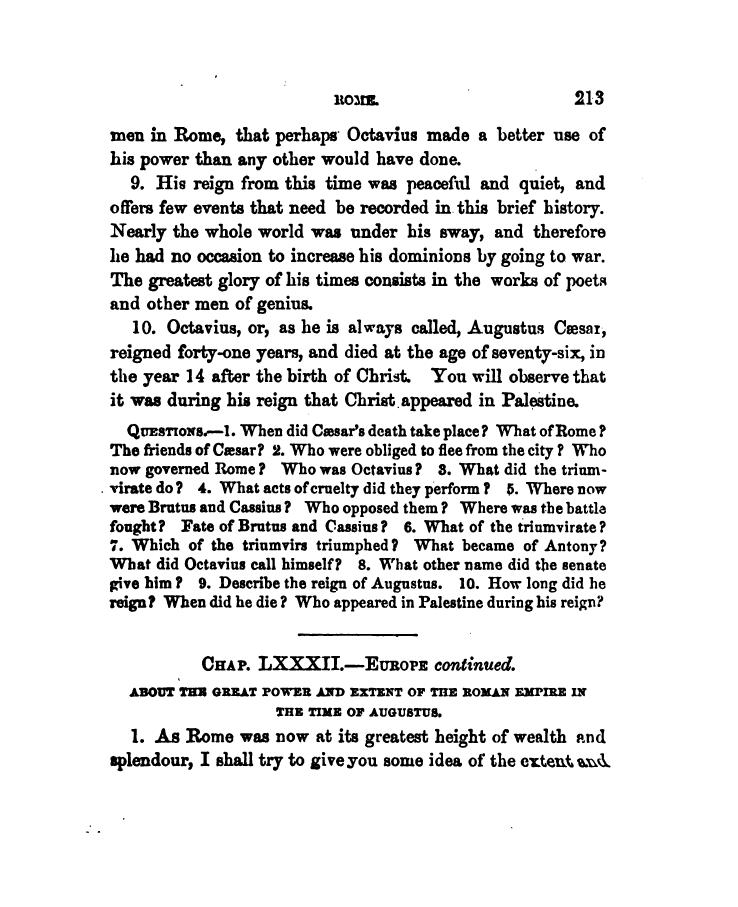 ROME. 213
men in Rome, that perhaps Octavius made a better use of
his power than any other would have done.
9. His reign from this time was peaceful and quiet, and
offers few events that need be recorded in this brief history.
Nearly the whole world was under his sway, and therefore
he had no occasion to increase his dominions by going to war.
The greatest glory of his times consists in the works of poets
and other men of genius.
10. Octavius, or, as he is always called, Augustus Cæsar,
reigned forty-one years, and died at the age of seventy-six, in
the year 14 after the birth of Christ. You will observe that
it was during his reign that Christ appeared in Palestine.
QUESTIONS.—1. When did Cæsar's death take place? What of Rome?
The friends of Cæsar? 2. Who were obliged to flee from the city? Who
now governed Rome? Who was Octavius? 3. What did the trium-
virate do? 4. What acts of cruelty did they perform? 5. Where now
were Brutus and Cassius? Who opposed them? Where was the battle
fought? Fate of Brutus and Cassius? 6. What of the triumvirate?
7. Which of the triumvirs triumphed? What became of Antony?
What did Octavius call himself? 8. What other name did the senate
give him? 9. Describe the reign of Augustus. 10. How long did he
reign? When did he die? Who appeared in Palestine during his reign?
CHAP. LXXXII.—EUROPE continued.
ABOUT THE GREAT POWER AND EXTENT OF THE ROMAN EMPIRE IN
THE TIME OF AUGUSTUS.
1. As Rome was now at its greatest height of wealth and
splendour, I shall try to give you some idea of the extent and